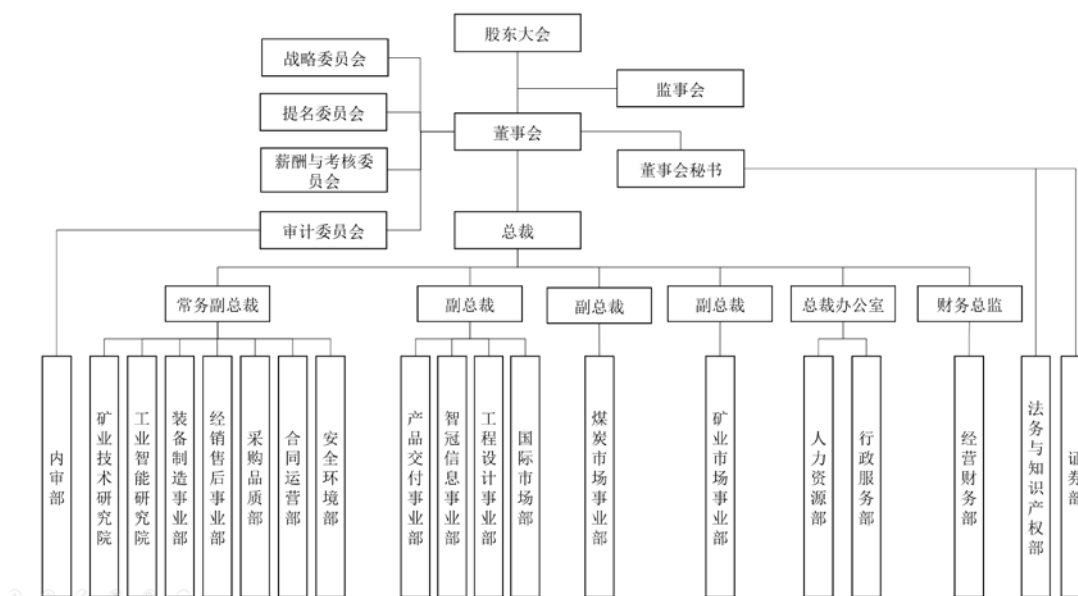 股东大会
战略委员会
监事会
提名委员会
董事会
薪酬与考核委
员会
董事会秘书
审计委员会
总裁
常务副总裁
副总裁
副总裁
副总裁
总裁办公室
财务总监
内审部
矿业技术研究院
工业智能研究院
装备制造事业部
经销售后事业部
采购品质部
合同运营部
安全环境部
产品交付事业部
智冠信息事业部
工程设计事业部
国际市场部
煤炭市场事业部
矿业市场事业部
人力资源部
行政服务部
经营财务部
法务与知识产权部
证券部